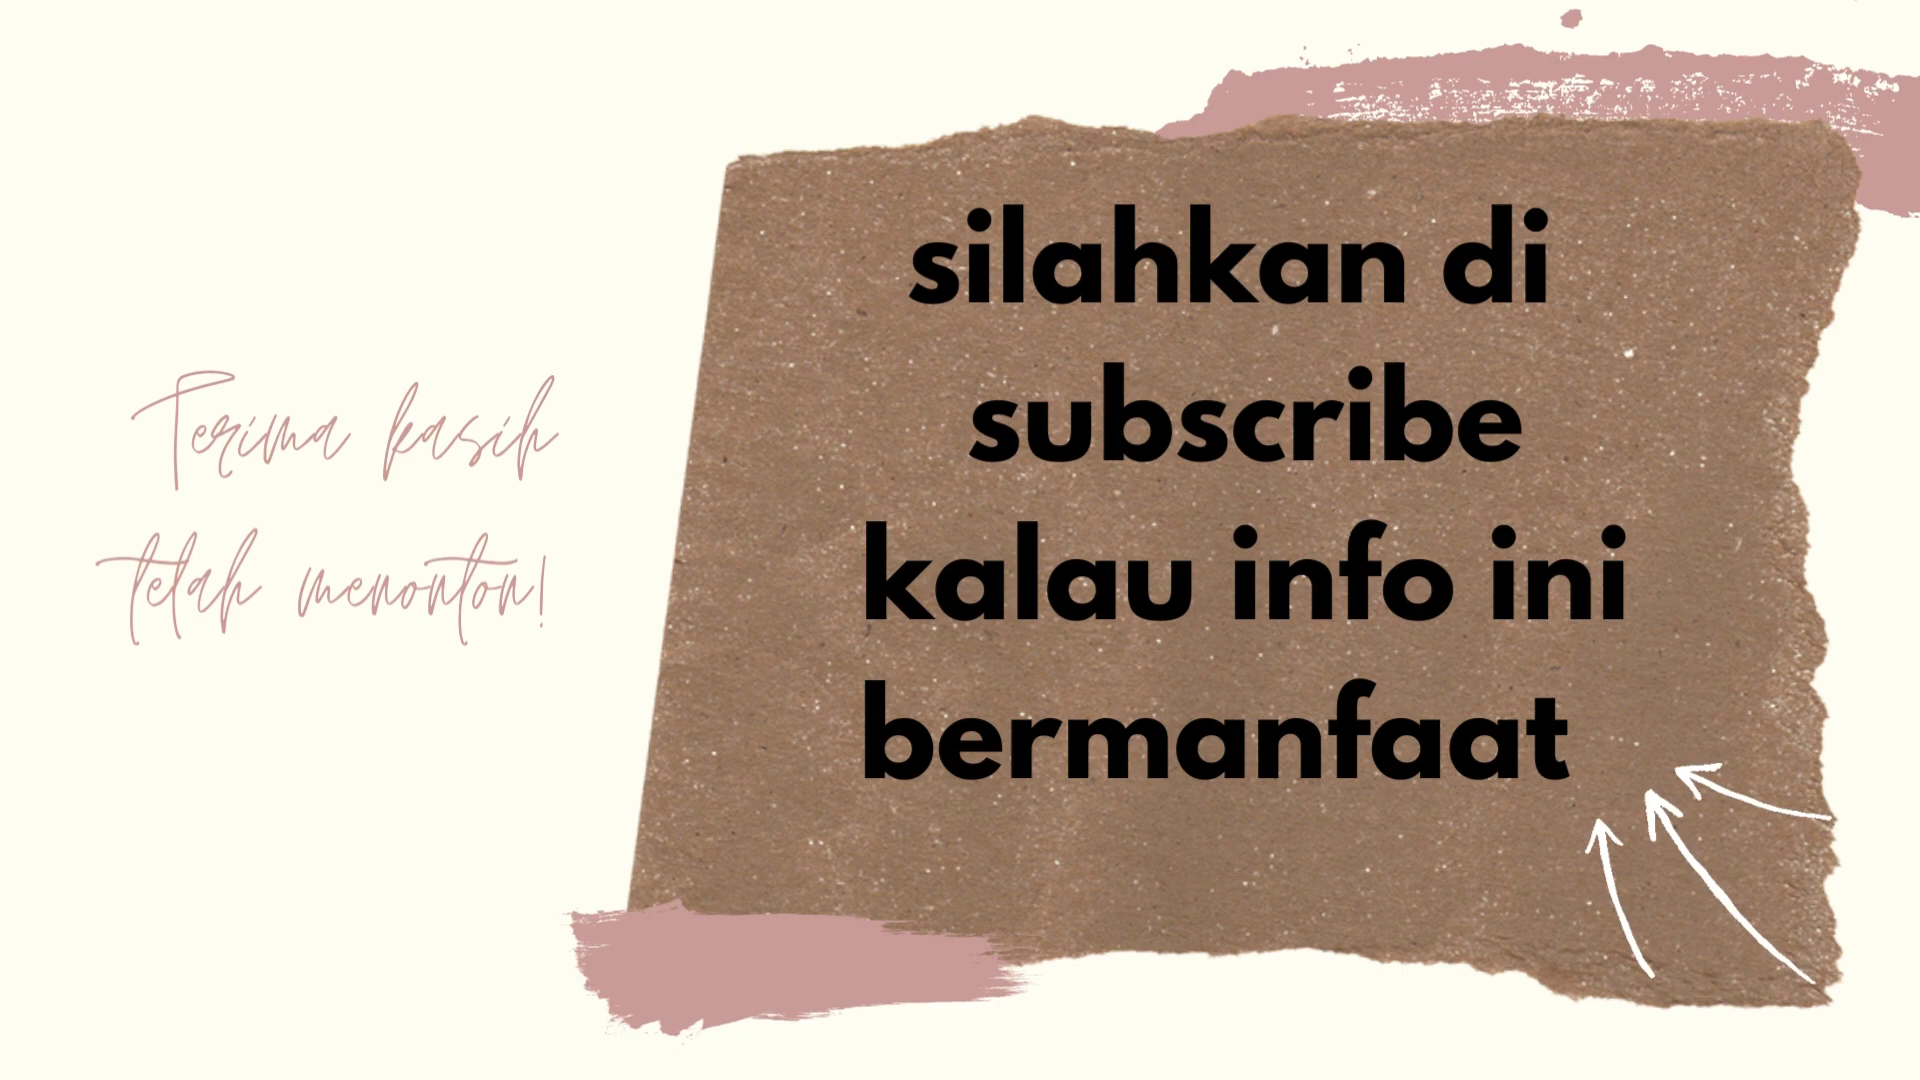 Terima kasih
telah menonton!
silahkan di
subscribe
kalau info ini
bermanfaat